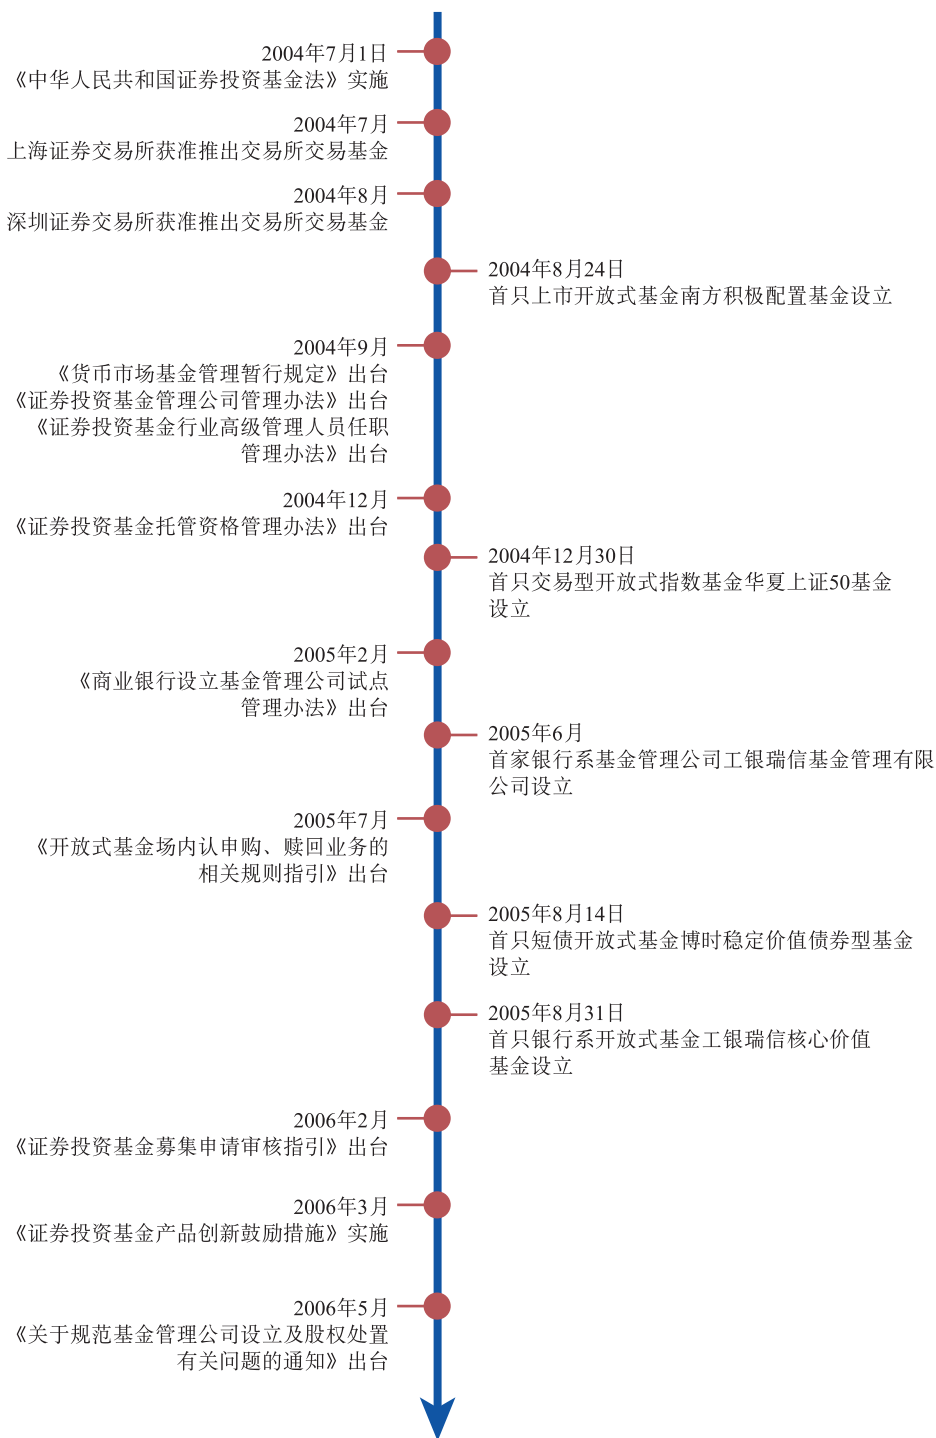 2004年7月1日
《中华人民共和国证券投资基金法》实施
2004年7月
上海证券交易所获准推出交易所交易基金
2004年8月
深圳证券交易所获准推出交易所交易基金
2004年8月24日
首只上市开放式基金南方积极配置基金设立
2004年9月
《货币市场基金管理暂行规定》出台
《证券投资基金管理公司管理办法》出台
《证券投资基金行业高级管理人员任职
管理办法》出台
2004年12月
《证券投资基金托管资格管理办法》出台
2004年12月30日
首只交易型开放式指数基金华夏上证50基金
设立
2005年2月
《商业银行设立基金管理公司试点
管理办法》出台
2005年6月
首家银行系基金管理公司工银瑞信基金管理有限
公司设立
2005年7月
《开放式基金场内认申购、赎回业务的
相关规则指引》出台
2005年8月14日
首只短债开放式基金博时稳定价值债券型基金
设立
2005年8月31日
首只银行系开放式基金工银瑞信核心价值
基金设立
2006年2月
《证券投资基金募集申请审核指引》出台
2006年3月
《证券投资基金产品创新鼓励措施》实施
2006年5月
《关于规范基金管理公司设立及股权处置
有关问题的通知》出台